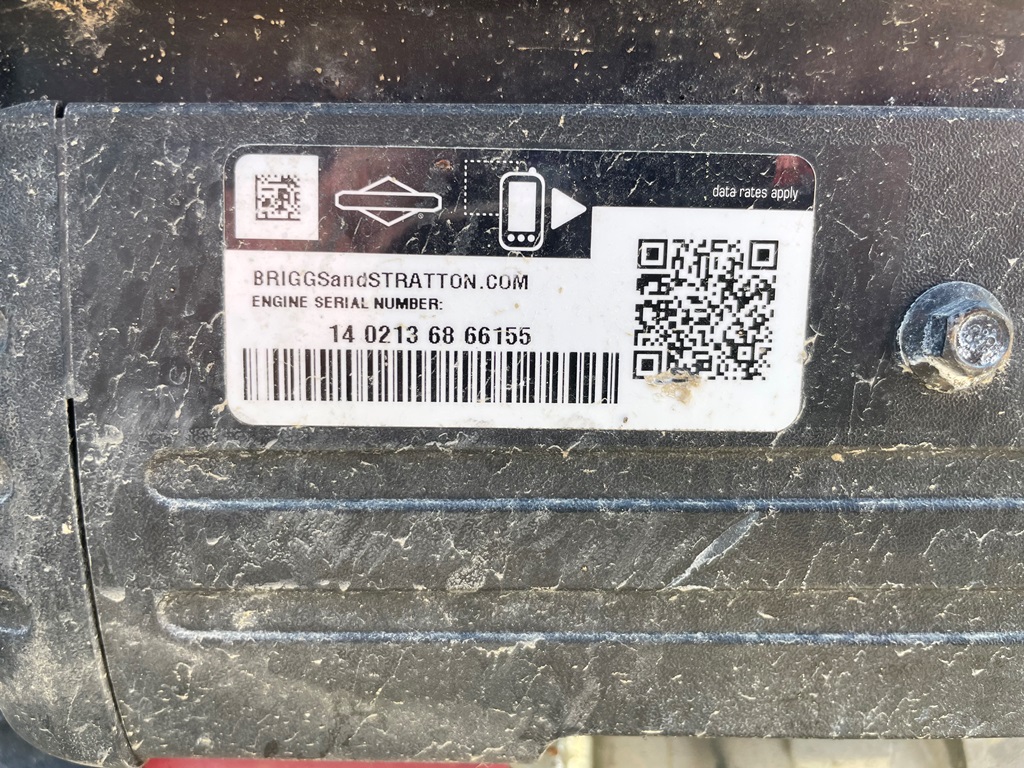 data rates apply
BRIGGSandSTRATTON.COM
ENGINE SERIAL NUMBER:
14 0213 68 66155